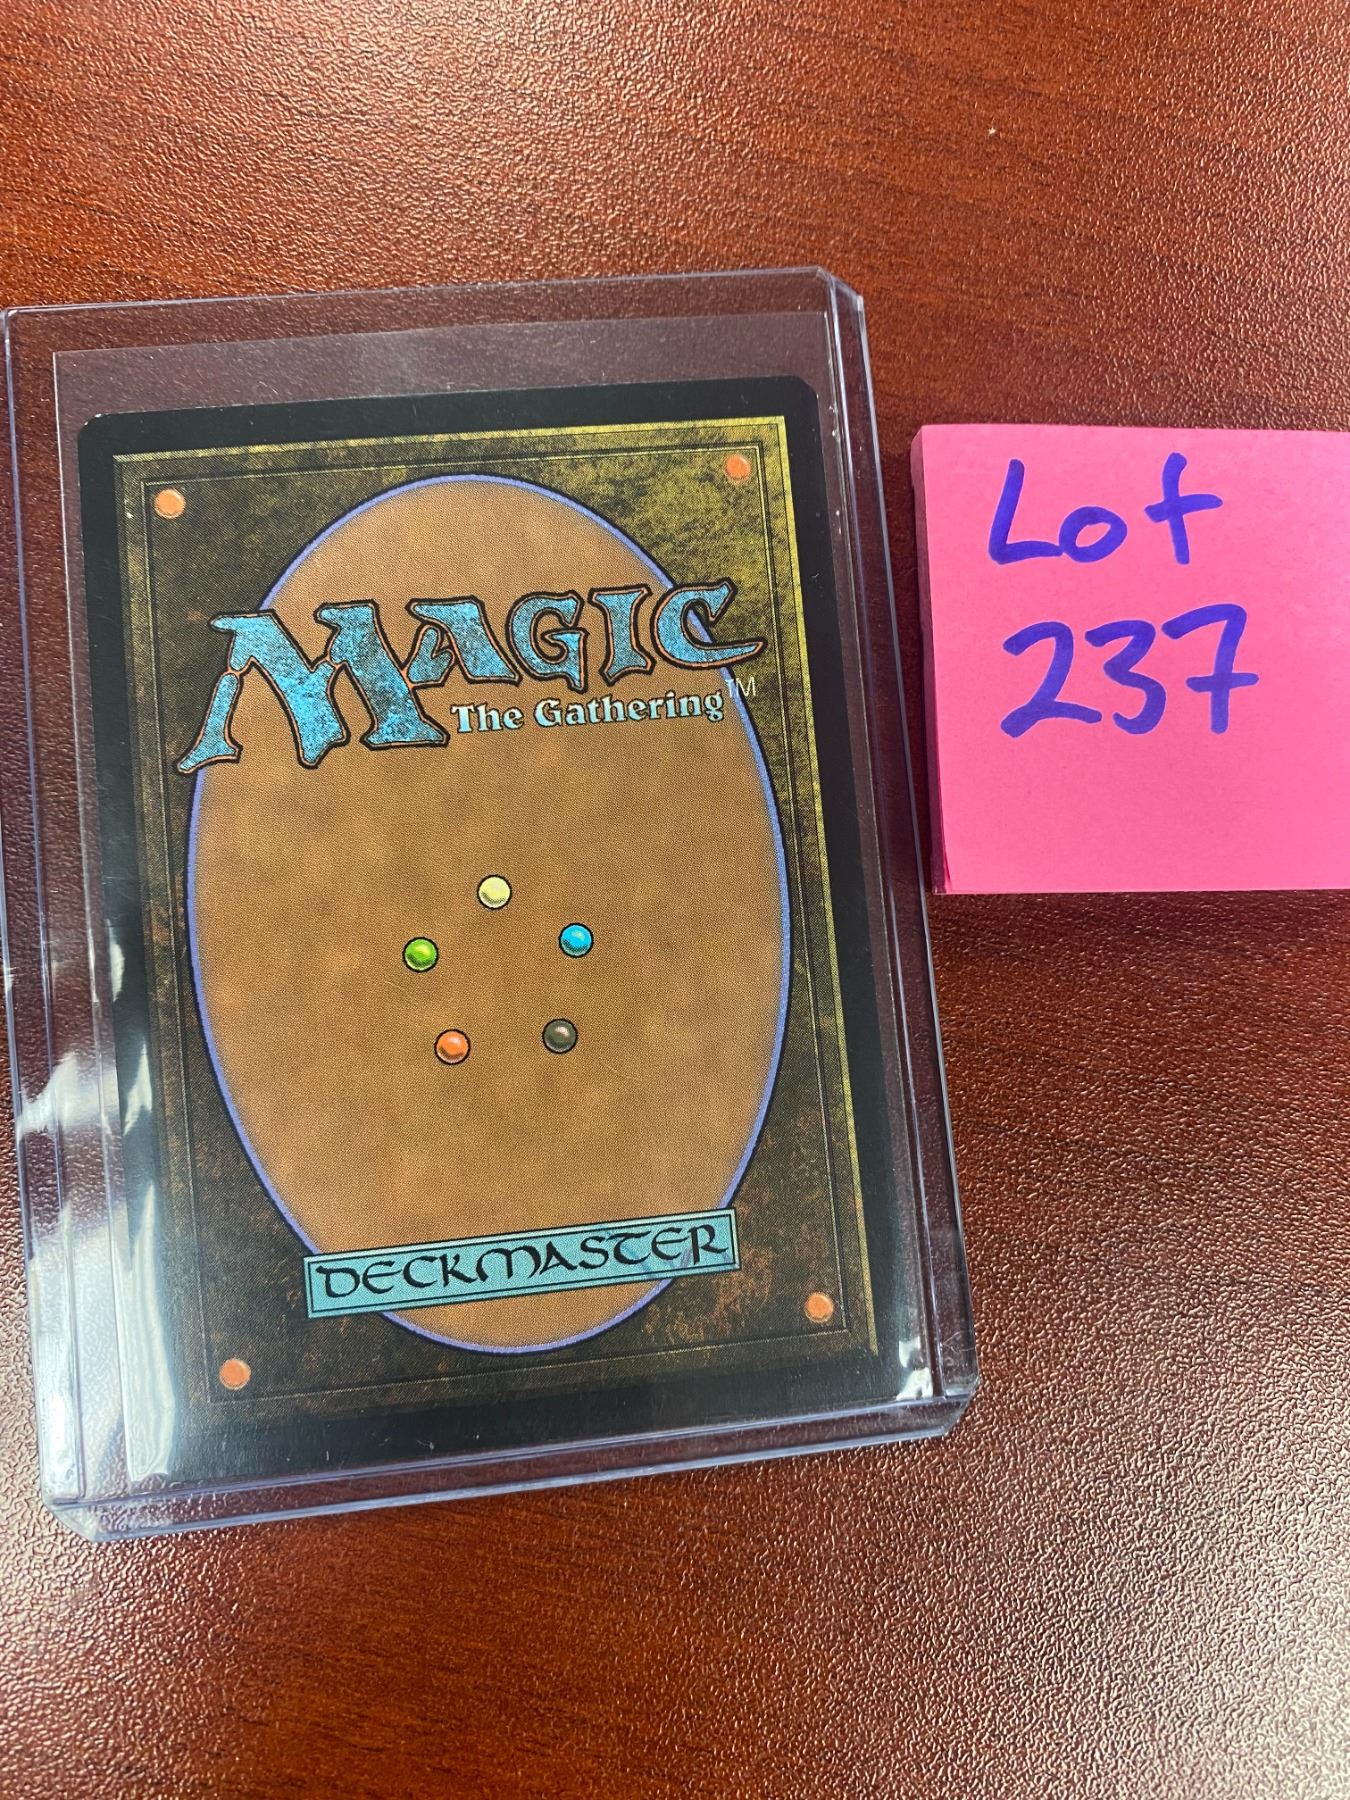 MAGIC
The Gathering™
DECKMASTER
Lot
237